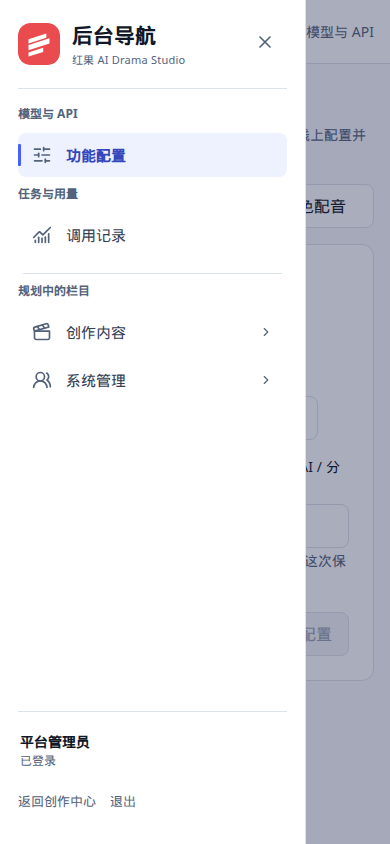 后台导航
红果 AI Drama Studio
模型与 API
模型与 API
功能配置
任务与用量
调用记录
规划中的栏目
创作内容
系统管理
平台管理员
已登录
返回创作中心 退出
上配置并
色配音
AI / 分
这次保
配置